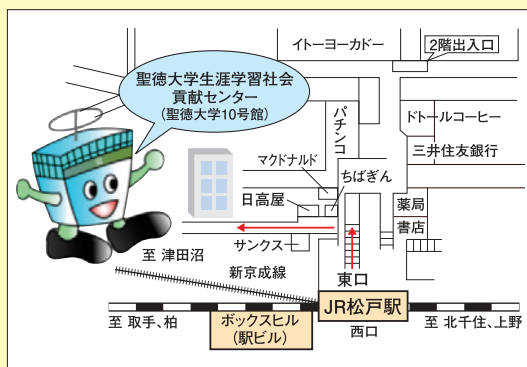 イトーヨーカドー
2階出入口
聖徳大学生涯学習社会
貢献センター
(聖徳大学10号館)
パチンコ
ドトールコーヒー
三井住友銀行
マクドナルド
ちばぎん
日高屋
薬局
書店
サンクス
至 津田沼
新京成線
東口
JR松戸駅
至 取手、柏
ボックスヒル
(駅ビル)
西口
至 北千住、上野